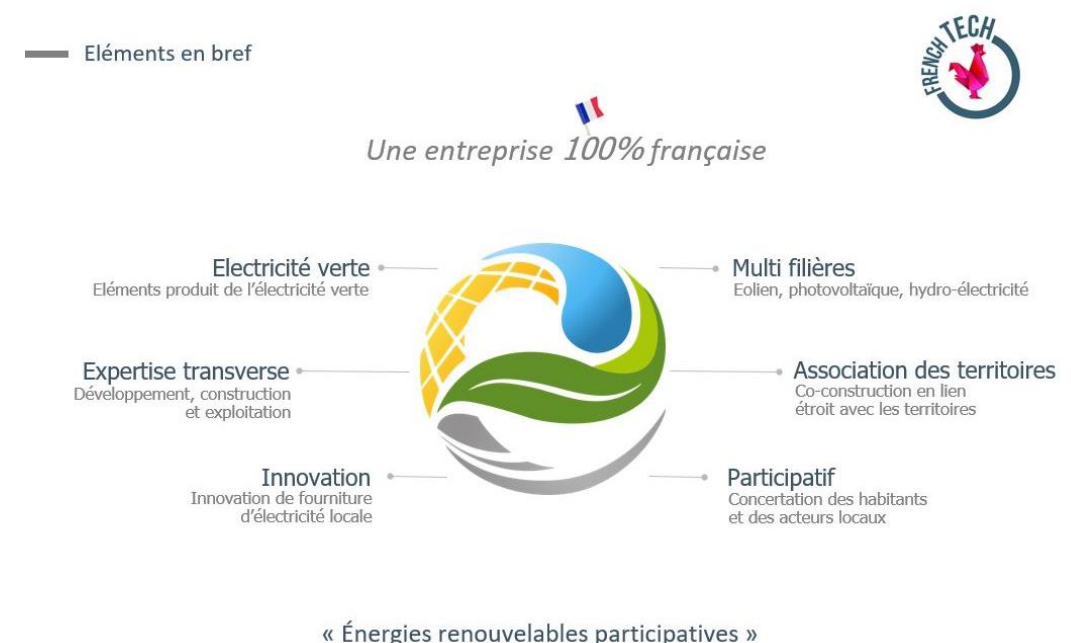 Eléments en bref
FRENCH TECH
Une entreprise 100% française
Electricité verte
Eléments produit de l'électricité verte
Multi filières
Eolien, photovoltaïque, hydro-électricité
Expertise transverse
Développement, construction
et exploitation
Association des territoires
Co-construction en lien
étroit avec les territoires
Innovation
Innovation de fourniture
d'électricité locale
Participatif
Concertation des habitants
et des acteurs locaux
« Énergies renouvelables participatives »